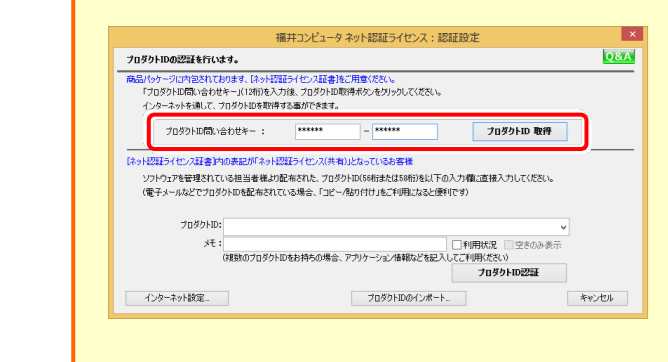 福井コンピュータ ネット認証ライセンス：認証設定
×
プロダクトIDの認証を行います。
Q&A
商品パッケージに内包されております、[ネット認証ライセンス証書]をご用意ください。
「プロダクトID問い合わせキー」(12桁)を入力後、プロダクトID取得ボタンをクリックしてください。
インターネットを通して、プロダクトIDを取得する事ができます。
プロダクトID問い合わせキー ： ****** － ****** プロダクトID 取得
[ネット認証ライセンス証書]内の表記が「ネット認証ライセンス(共有)」となっているお客様
ソフトウェアを管理されている担当者様より配布された、プロダクトID(56桁または58桁)を以下の入力欄に直接入力してください。
(電子メールなどでプロダクトIDを配布されている場合、「コピー/貼り付け」をご利用になると便利です)
プロダクトID:
メモ： 利用状況 空きのみ表示
(複数のプロダクトIDをお持ちの場合、アプリケーション情報などを記入してご利用ください)
プロダクトID認証
インターネット設定... プロダクトIDのインポート... キャンセル